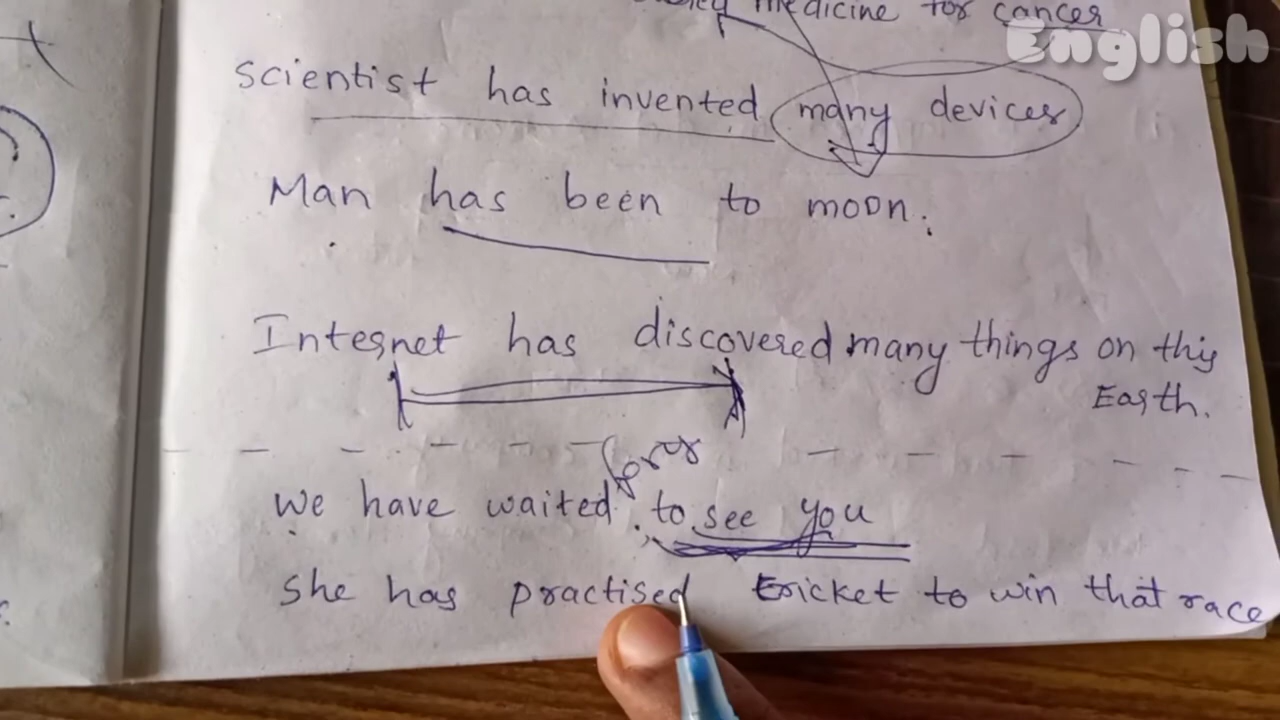 medicine for cancer
English
Scientist has invented many devices
Man has been to moon.
Internet has discovered many things on this
Earth.
forur
We have waited to see you
She has practised cricket to win that race